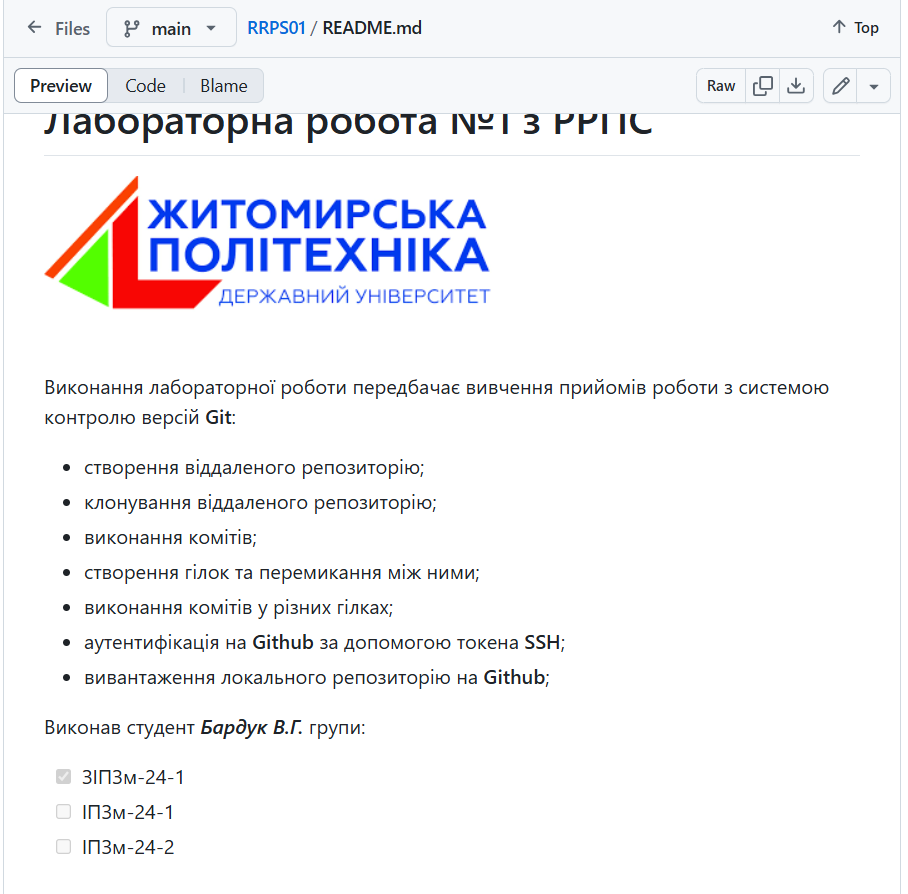 Files
main
RRPS01 / README.md
Top
Preview
Code
Blame
Raw
Лабораторна робота №1 з РРПС
ЖИТОМИРСЬКА
ПОЛІТЕХНІКА
ДЕРЖАВНИЙ УНІВЕРСИТЕТ
Виконання лабораторної роботи передбачає вивчення прийомів роботи з системою
контролю версій Git:
створення віддаленого репозиторію;
клонування віддаленого репозиторію;
виконання комітів;
створення гілок та перемикання між ними;
виконання комітів у різних гілках;
аутентифікація на Github за допомогою токена SSH;
вивантаження локального репозиторію на Github;
Виконав студент Бардук В.Г. групи:
ЗІПЗм-24-1
ІПЗм-24-1
ІПЗм-24-2